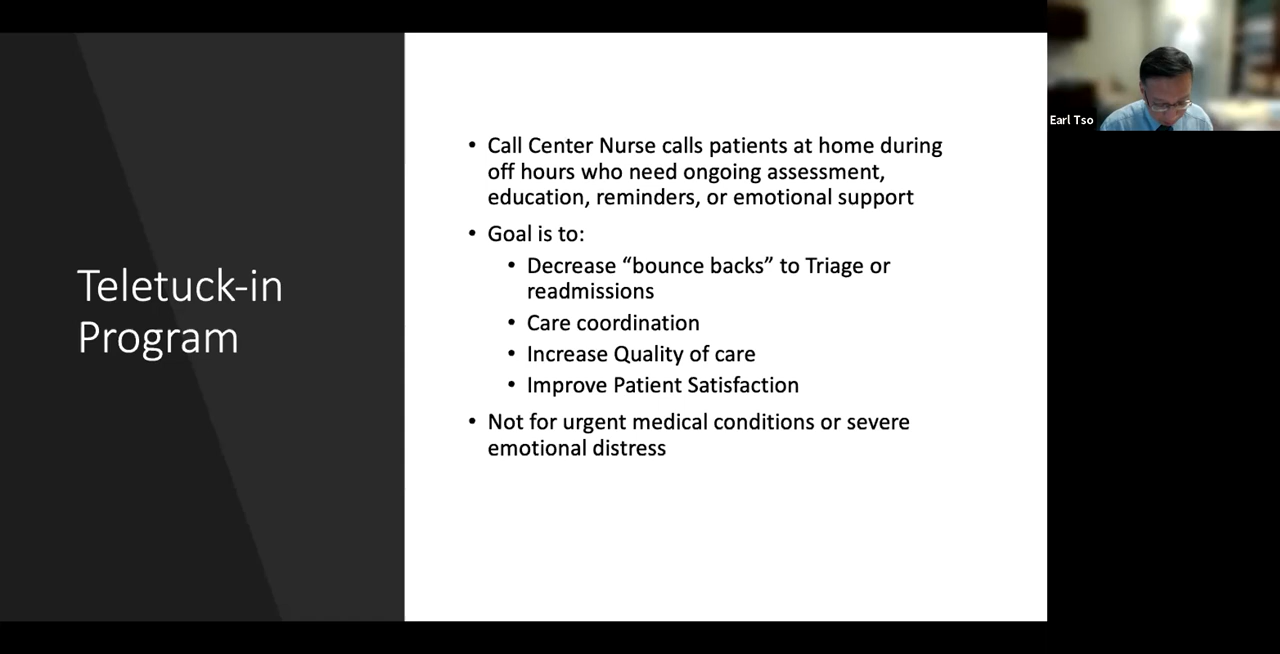 Teletuck-in
Program
• Call Center Nurse calls patients at home during
off hours who need ongoing assessment,
education, reminders, or emotional support
• Goal is to:
• Decrease “bounce backs” to Triage or
readmissions
• Care coordination
• Increase Quality of care
• Improve Patient Satisfaction
• Not for urgent medical conditions or severe
emotional distress
Earl Tso